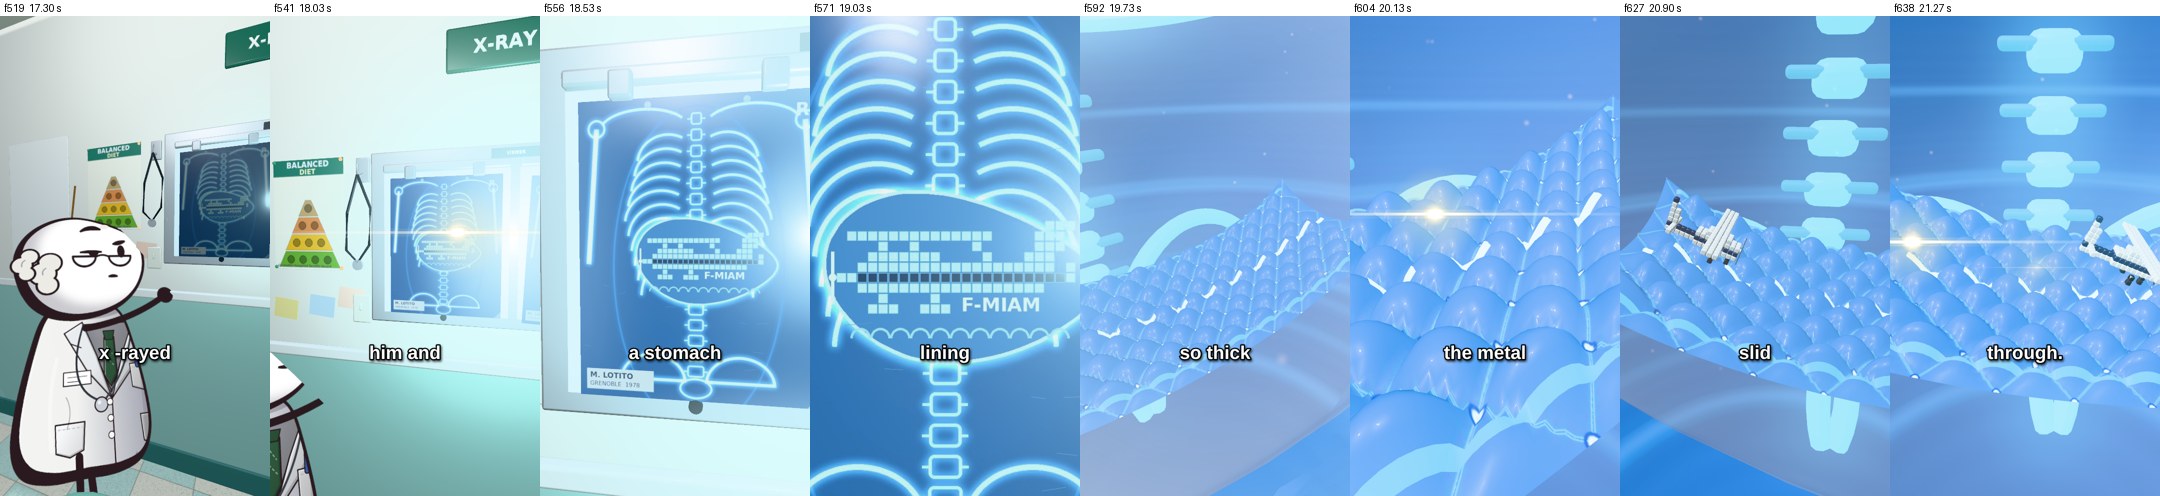 f519 17.30 s
f541 18.03 s
f556 18.53 s
f571 19.03 s
f592 19.73 s
f604 20.13 s
f627 20.90 s
f638 21.27 s
X-
BALANCED
DIET
x -rayed
X-RAY
BALANCED
DIET
him and
F-MIAM
M. LOTITO
GRENOBLE 1978
a stomach
F-MIAM
lining
so thick
the metal
slid
through.